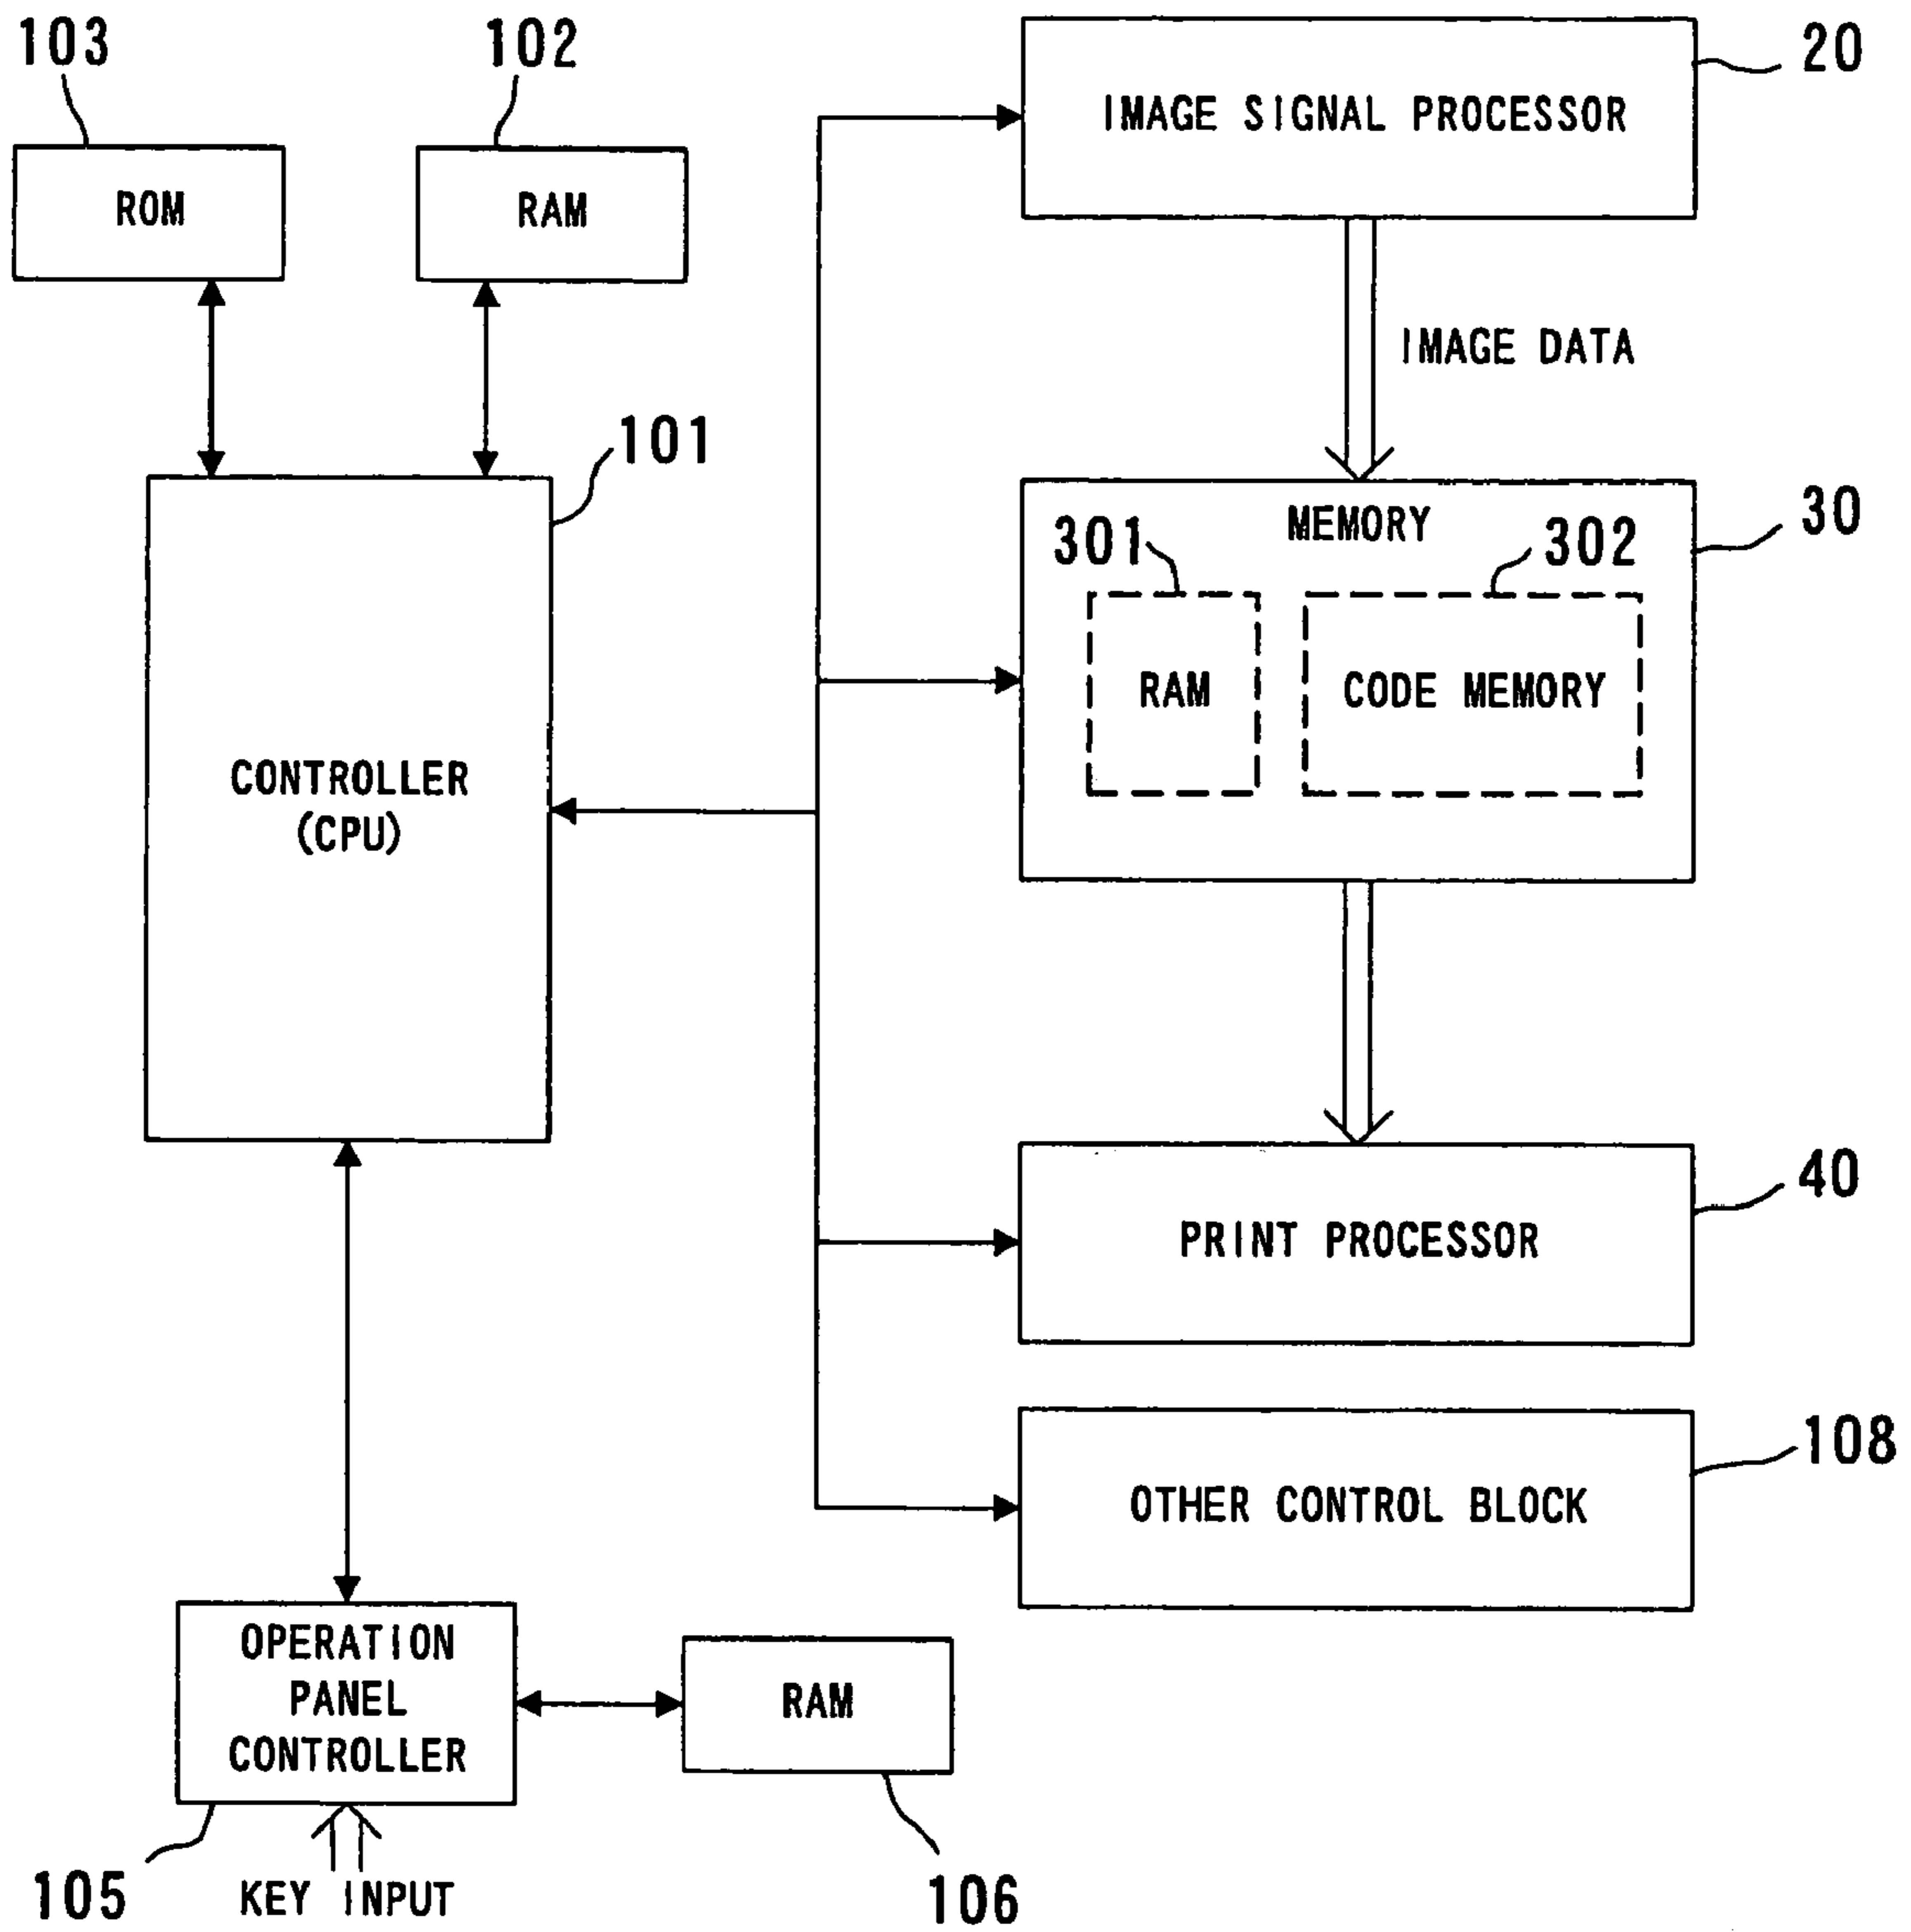 103
102
20
IMAGE SIGNAL PROCESSOR
ROM
RAM
IMAGE DATA
101
30
MEMORY
301
302
RAM
CODE MEMORY
CONTROLLER
(CPU)
40
PRINT PROCESSOR
108
OTHER CONTROL BLOCK
OPERATION
PANEL
CONTROLLER
RAM
105
KEY INPUT
106